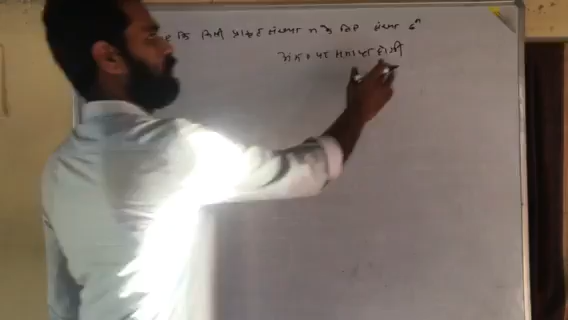 कि किसी प्राकृत संख्या n के लिए संख्या 6ⁿ
अंक 0 पर समाप्त होगी